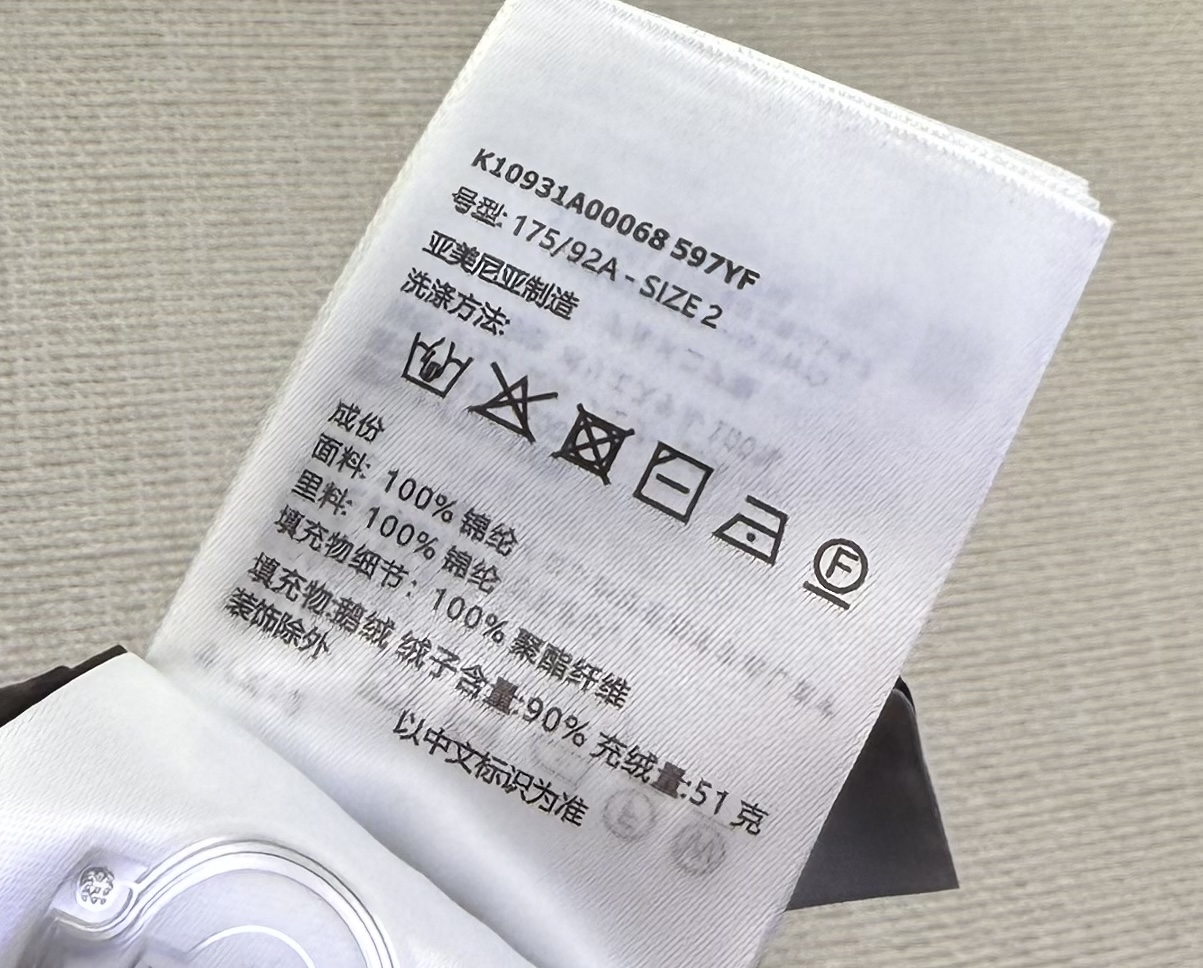 K10931A00068 597YF
号型: 175/92A - SIZE 2
亚美尼亚制造
洗涤方法:
F
成份
面料: 100% 锦纶
里料: 100% 锦纶
填充物细节: 100% 聚酯纤维
填充物:鹅绒 绒子含量:90% 充绒量:51 克
装饰除外
以中文标识为准